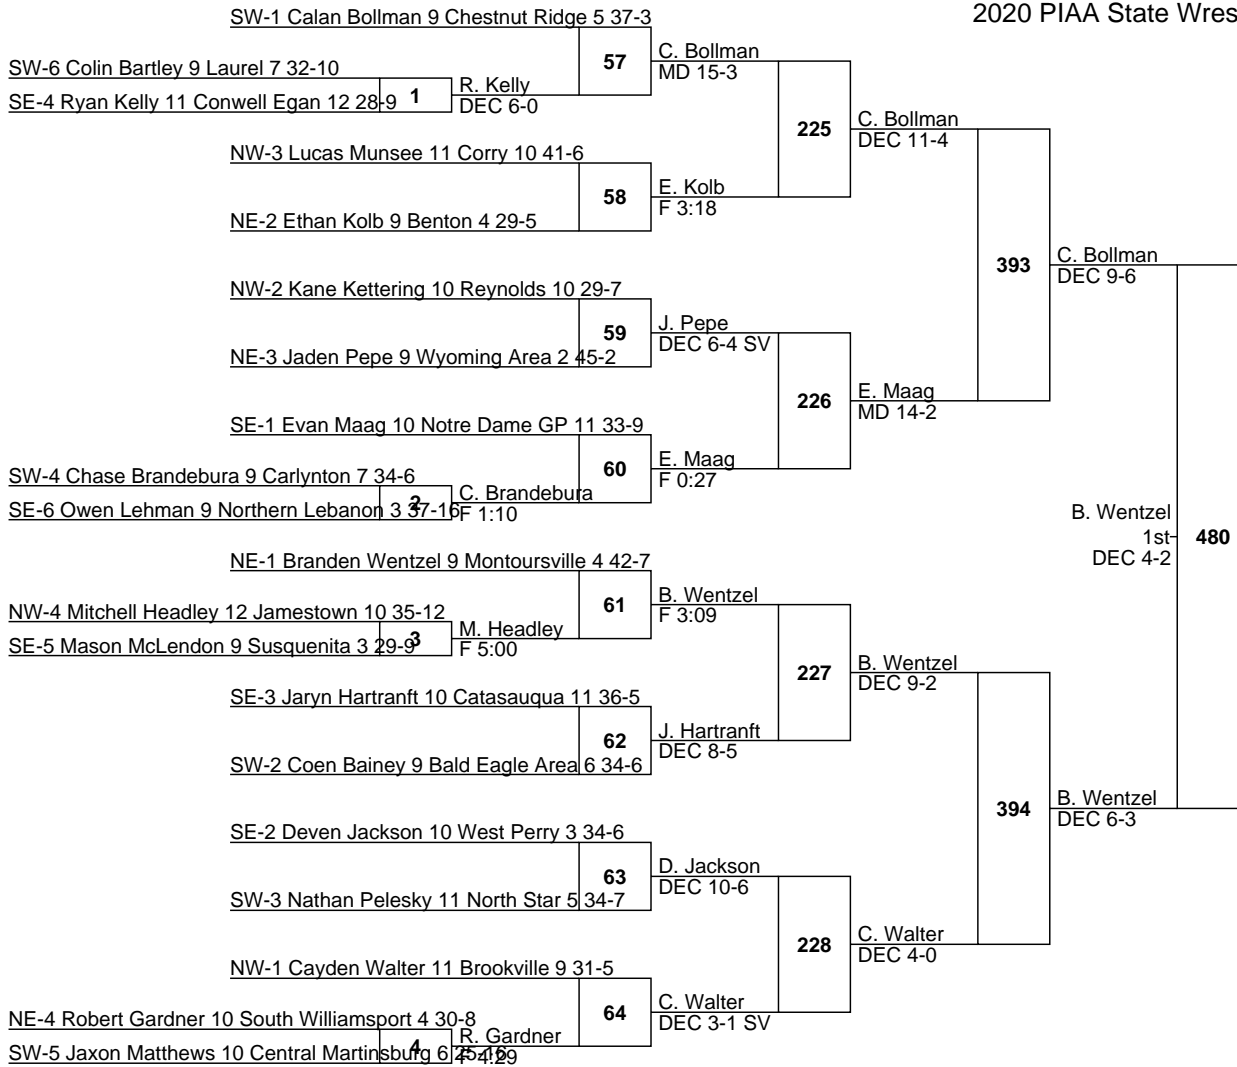 2020 PIAA State Wres
SW-1 Calan Bollman 9 Chestnut Ridge 5 37-3
57
C. Bollman
MD 15-3
SW-6 Colin Bartley 9 Laurel 7 32-10
1
R. Kelly
SE-4 Ryan Kelly 11 Conwell Egan 12 28-9
DEC 6-0
225
C. Bollman
DEC 11-4
NW-3 Lucas Munsee 11 Corry 10 41-6
58
E. Kolb
F 3:18
NE-2 Ethan Kolb 9 Benton 4 29-5
393
C. Bollman
DEC 9-6
NW-2 Kane Kettering 10 Reynolds 10 29-7
59
J. Pepe
DEC 6-4 SV
NE-3 Jaden Pepe 9 Wyoming Area 2 45-2
226
E. Maag
MD 14-2
SE-1 Evan Maag 10 Notre Dame GP 11 33-9
60
E. Maag
F 0:27
SW-4 Chase Brandebura 9 Carlynton 7 34-6
2
C. Brandebura
SE-6 Owen Lehman 9 Northern Lebanon 3 37-16
F 1:10
B. Wentzel
1st
DEC 4-2
480
NE-1 Branden Wentzel 9 Montoursville 4 42-7
61
B. Wentzel
F 3:09
NW-4 Mitchell Headley 12 Jamestown 10 35-12
3
M. Headley
SE-5 Mason McLendon 9 Susquenita 3 29-9
F 5:00
227
B. Wentzel
DEC 9-2
SE-3 Jaryn Hartranft 10 Catasauqua 11 36-5
62
J. Hartranft
DEC 8-5
SW-2 Coen Bainey 9 Bald Eagle Area 6 34-6
394
B. Wentzel
DEC 6-3
SE-2 Deven Jackson 10 West Perry 3 34-6
63
D. Jackson
DEC 10-6
SW-3 Nathan Pelesky 11 North Star 5 34-7
228
C. Walter
DEC 4-0
NW-1 Cayden Walter 11 Brookville 9 31-5
64
C. Walter
DEC 3-1 SV
NE-4 Robert Gardner 10 South Williamsport 4 30-8
4
R. Gardner
SW-5 Jaxon Matthews 10 Central Martinsburg 6 25-16
F 4:29